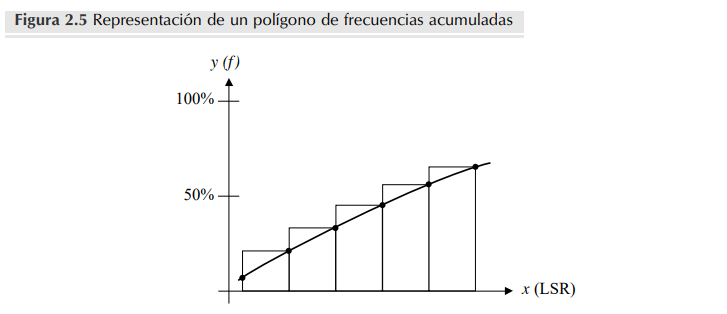 Figura 2.5 Representación de un polígono de frecuencias acumuladas
y (f)
100%
50%
x (LSR)